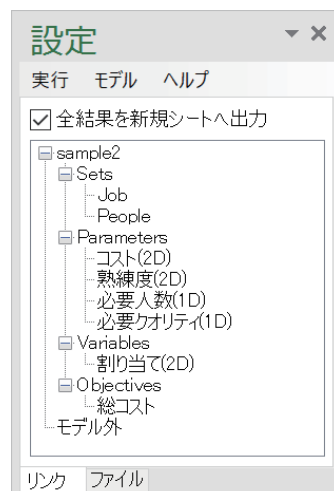 設定
実行 モデル ヘルプ
全結果を新規シートへ出力
sample2
Sets
Job
People
Parameters
コスト(2D)
熟練度(2D)
必要人数(1D)
必要クオリティ(1D)
Variables
割り当て(2D)
Objectives
総コスト
モデル外
リンク ファイル